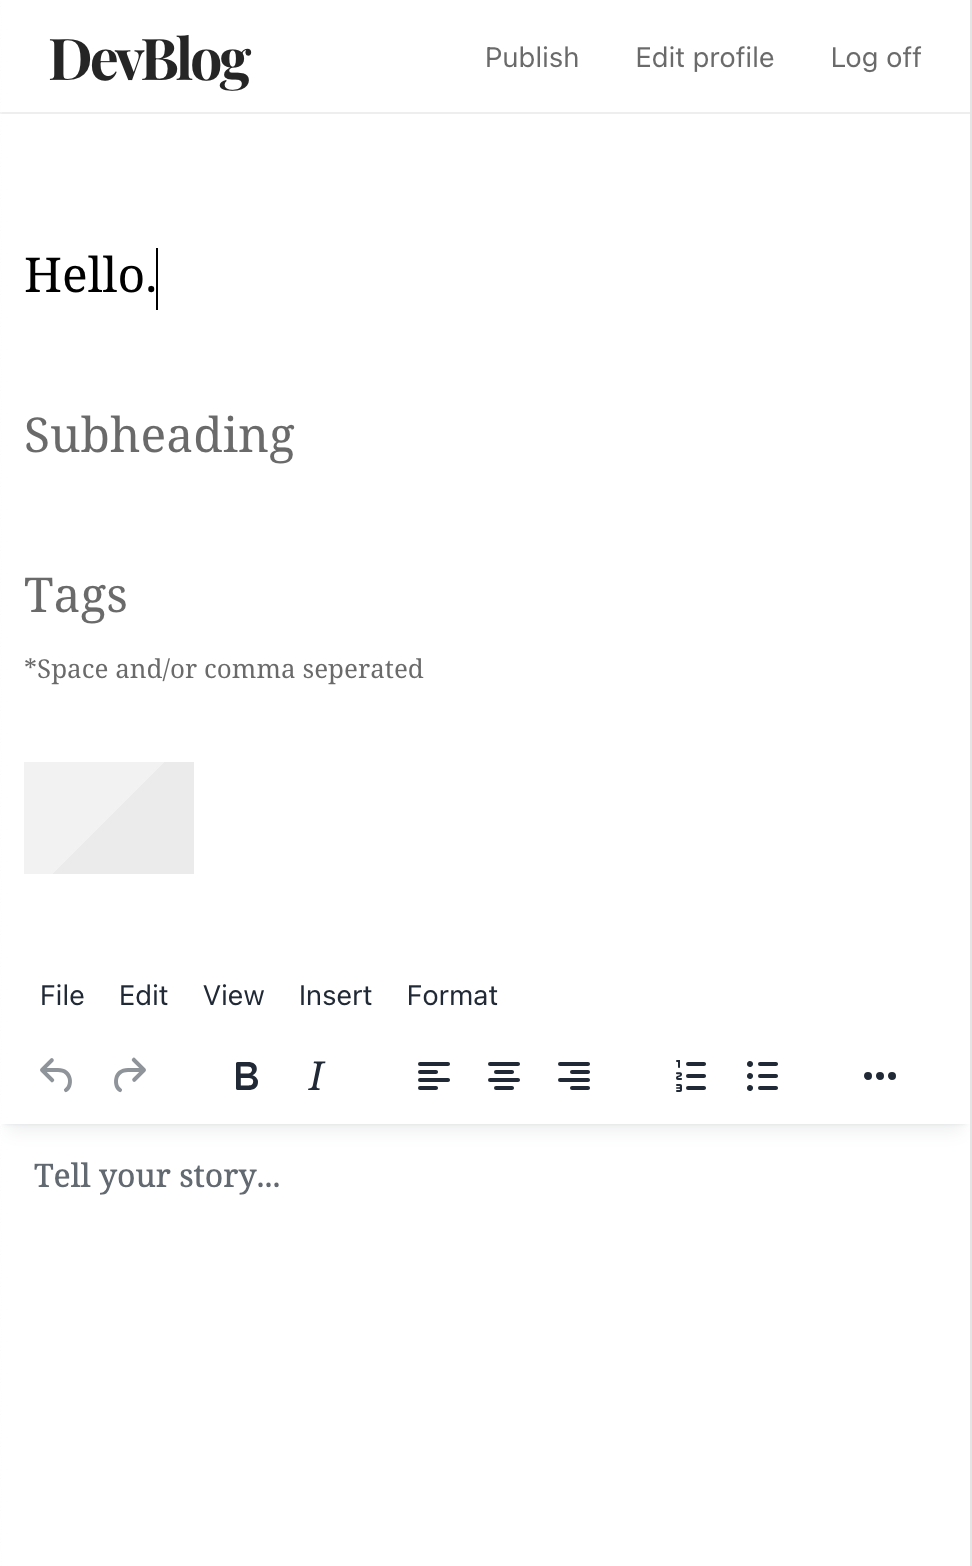 DevBlog Publish Edit profile Log off
Hello.
Subheading
Tags
*Space and/or comma seperated
File Edit View Insert Format
B I
Tell your story...